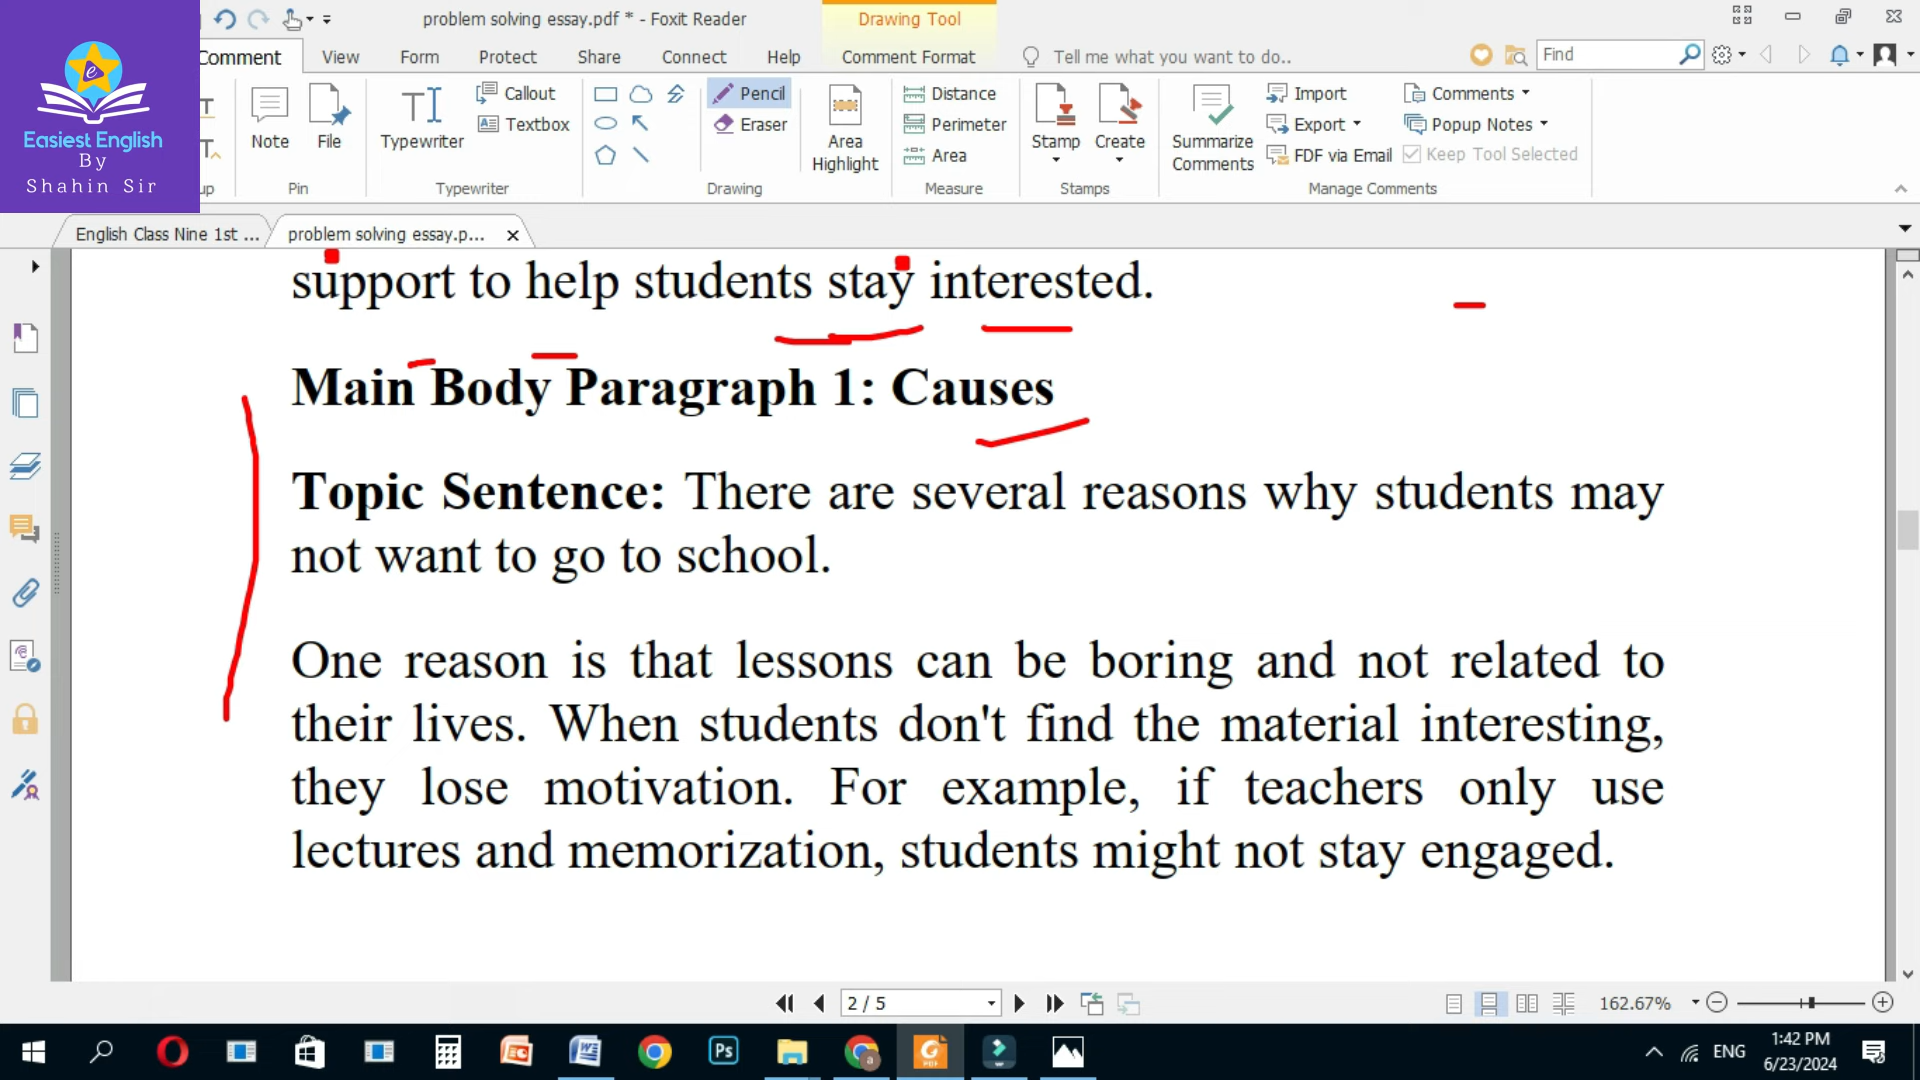 problem solving essay.pdf * - Foxit Reader
Drawing Tool
Comment
View
Form
Protect
Share
Connect
Help
Comment Format
Tell me what you want to do..
Find
Easiest English
By
Shahin Sir
Note
File
Typewriter
Callout
Textbox
Pencil
Eraser
Area
Highlight
Distance
Perimeter
Area
Stamp
Create
Summarize
Comments
Import
Export
FDF via Email
Comments
Popup Notes
Keep Tool Selected
up
Pin
Typewriter
Drawing
Measure
Stamps
Manage Comments
English Class Nine 1st ...
problem solving essay.p...
support to help students stay interested.
Main Body Paragraph 1: Causes
Topic Sentence: There are several reasons why students may
not want to go to school.
One reason is that lessons can be boring and not related to
their lives. When students don't find the material interesting,
they lose motivation. For example, if teachers only use
lectures and memorization, students might not stay engaged.
2 / 5
162.67%
Ps
PDF
ENG
1:42 PM
6/23/2024